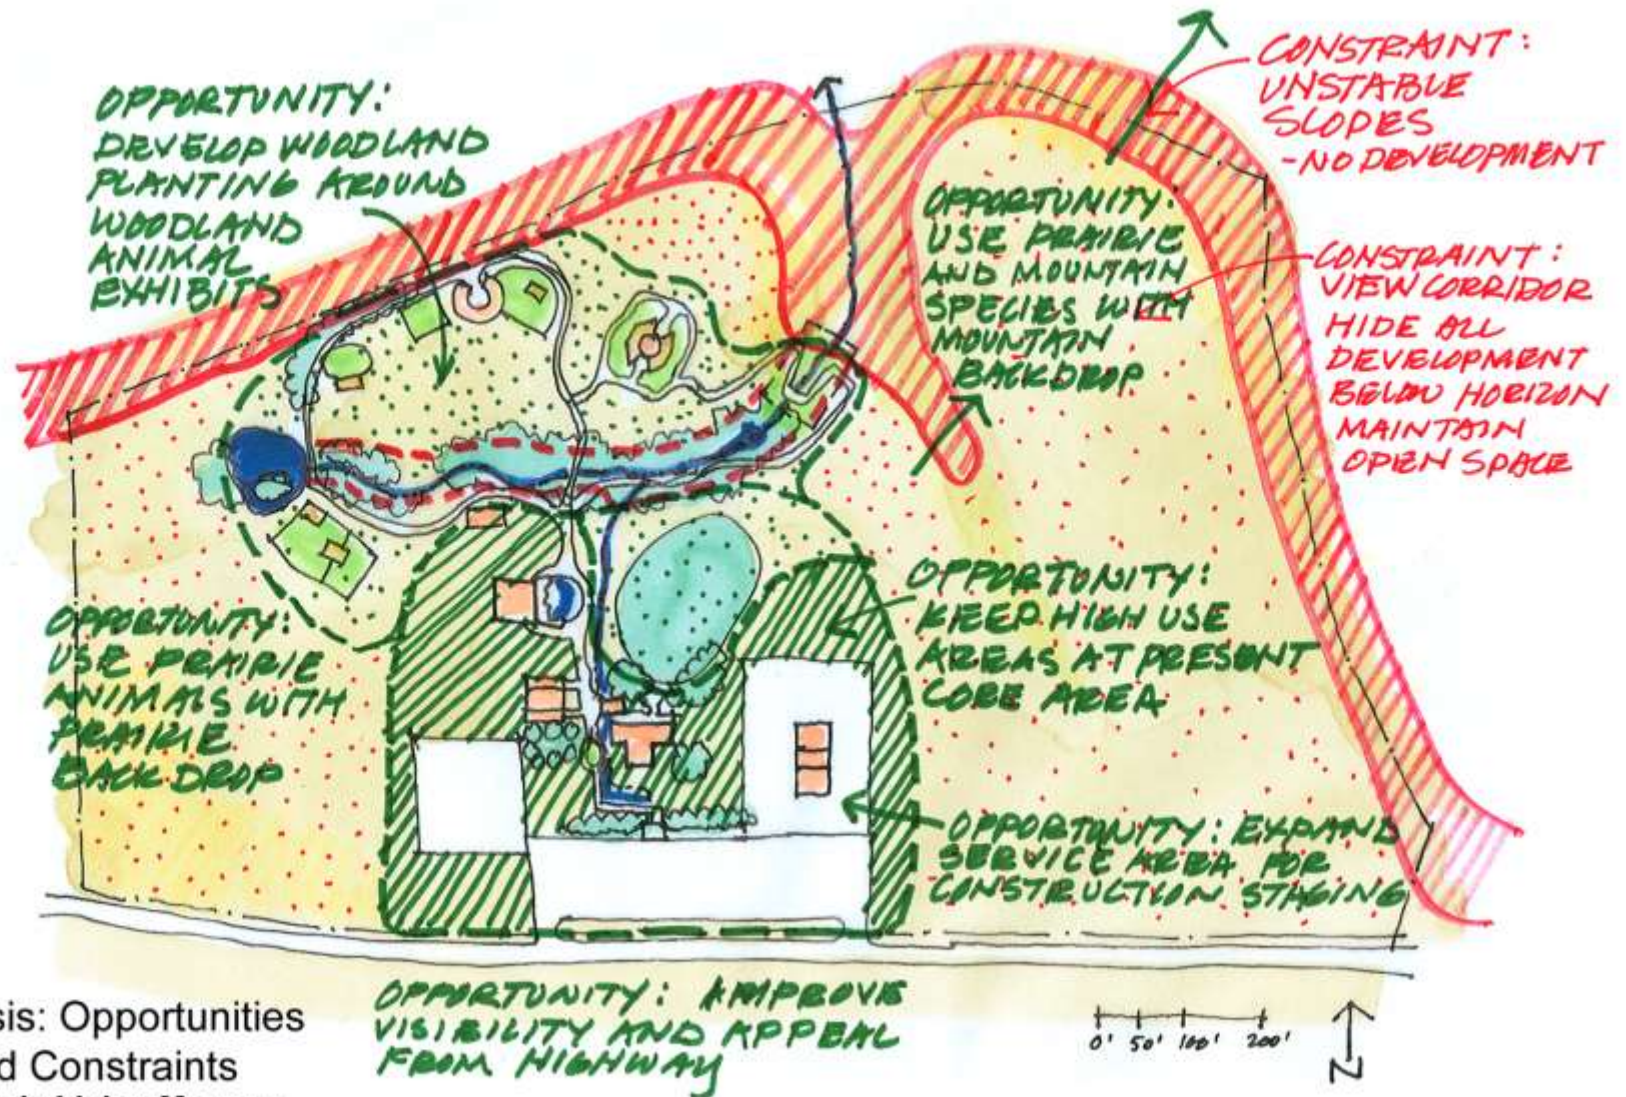 OPPORTUNITY:
DEVELOP WOODLAND
PLANTING AROUND
WOODLAND
ANIMAL
EXHIBITS
CONSTRAINT:
UNSTABLE
SLOPES
-NO DEVELOPMENT
OPPORTUNITY:
USE PRAIRIE
AND MOUNTAIN
SPECIES WITH
MOUNTAIN
BACKDROP
CONSTRAINT:
VIEW CORRIDOR
HIDE ALL
DEVELOPMENT
BELOW HORIZON
MAINTAIN
OPEN SPACE
OPPORTUNITY:
USE PRAIRIE
ANIMALS WITH
PRAIRIE
BACKDROP
OPPORTUNITY:
KEEP HIGH USE
AREAS AT PRESENT
CORE AREA
OPPORTUNITY: EXPAND
SERVICE AREA FOR
CONSTRUCTION STAGING
OPPORTUNITY: IMPROVE
VISIBILITY AND APPEAL
FROM HIGHWAY
sis: Opportunities
d Constraints
0' 50' 100' 200'
N